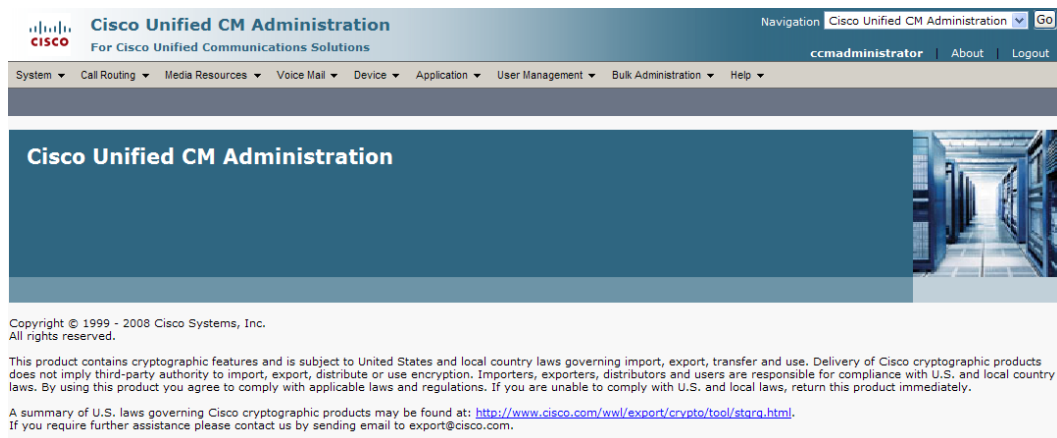 cisco
Cisco Unified CM Administration
For Cisco Unified Communications Solutions
Navigation Cisco Unified CM Administration Go
ccmadministrator | About | Logout
System Call Routing Media Resources Voice Mail Device Application User Management Bulk Administration Help
Cisco Unified CM Administration
Copyright © 1999 - 2008 Cisco Systems, Inc.
All rights reserved.
This product contains cryptographic features and is subject to United States and local country laws governing import, export, transfer and use. Delivery of Cisco cryptographic products
does not imply third-party authority to import, export, distribute or use encryption. Importers, exporters, distributors and users are responsible for compliance with U.S. and local country
laws. By using this product you agree to comply with applicable laws and regulations. If you are unable to comply with U.S. and local laws, return this product immediately.
A summary of U.S. laws governing Cisco cryptographic products may be found at: http://www.cisco.com/wwl/export/crypto/tool/stqrg.html.
If you require further assistance please contact us by sending email to export@cisco.com.